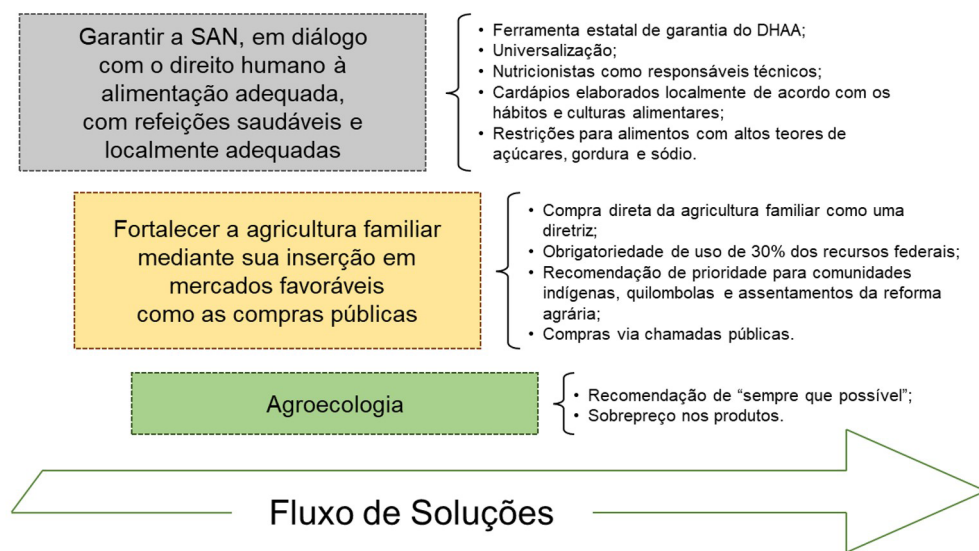 Garantir a SAN, em diálogo
com o direito humano à
alimentação adequada,
com refeições saudáveis e
localmente adequadas
• Ferramenta estatal de garantia do DHAA;
• Universalização;
• Nutricionistas como responsáveis técnicos;
• Cardápios elaborados localmente de acordo com os
hábitos e culturas alimentares;
• Restrições para alimentos com altos teores de
açúcares, gordura e sódio.
Fortalecer a agricultura familiar
mediante sua inserção em
mercados favoráveis
como as compras públicas
• Compra direta da agricultura familiar como uma
diretriz;
• Obrigatoriedade de uso de 30% dos recursos federais;
• Recomendação de prioridade para comunidades
indígenas, quilombolas e assentamentos da reforma
agrária;
• Compras via chamadas públicas.
Agroecologia
• Recomendação de “sempre que possível”;
• Sobrepreço nos produtos.
Fluxo de Soluções